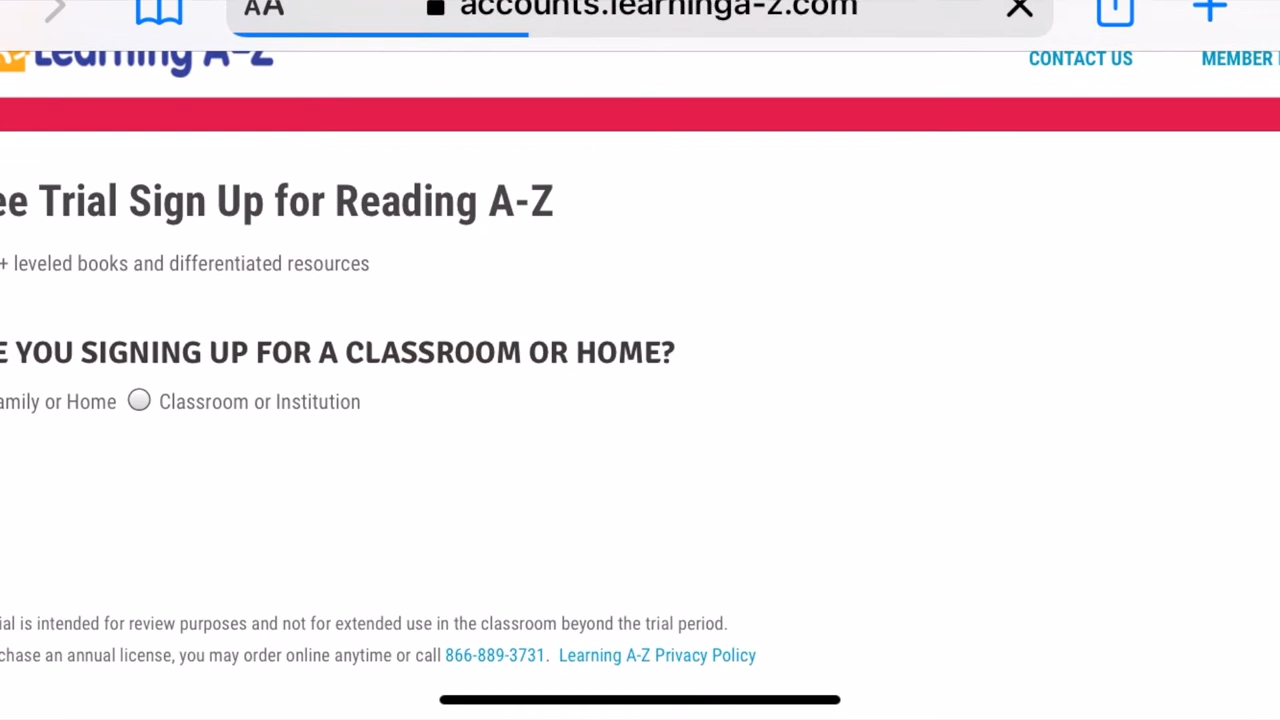 AA
accounts.learninga-z.com
Learning A-Z
CONTACT US
MEMBER
Trial Sign Up for Reading A-Z
+ leveled books and differentiated resources
YOU SIGNING UP FOR A CLASSROOM OR HOME?
amily or Home Classroom or Institution
ial is intended for review purposes and not for extended use in the classroom beyond the trial period.
chase an annual license, you may order online anytime or call 866-889-3731. Learning A-Z Privacy Policy